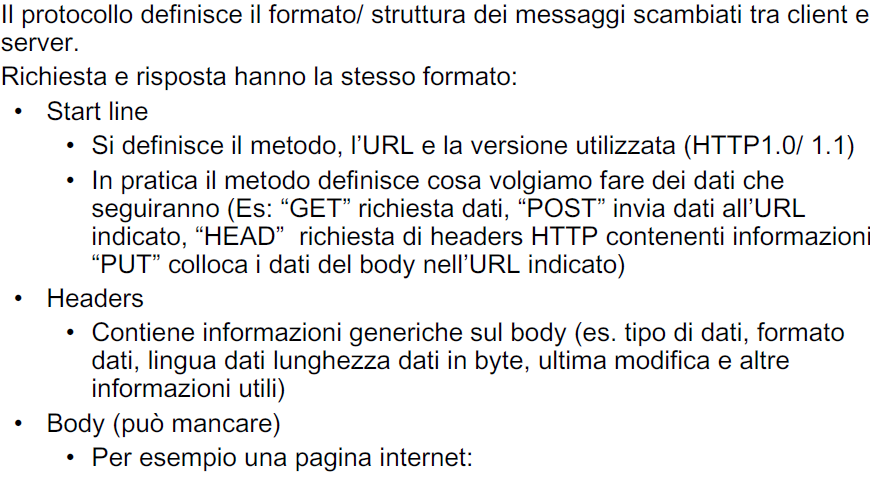 Il protocollo definisce il formato/ struttura dei messaggi scambiati tra client e
server.
Richiesta e risposta hanno la stesso formato:
• Start line
• Si definisce il metodo, l'URL e la versione utilizzata (HTTP1.0/ 1.1)
• In pratica il metodo definisce cosa volgiamo fare dei dati che
seguiranno (Es: “GET” richiesta dati, “POST” invia dati all'URL
indicato, “HEAD” richiesta di headers HTTP contenenti informazioni
“PUT” colloca i dati del body nell'URL indicato)
• Headers
• Contiene informazioni generiche sul body (es. tipo di dati, formato
dati, lingua dati lunghezza dati in byte, ultima modifica e altre
informazioni utili)
• Body (può mancare)
• Per esempio una pagina internet: